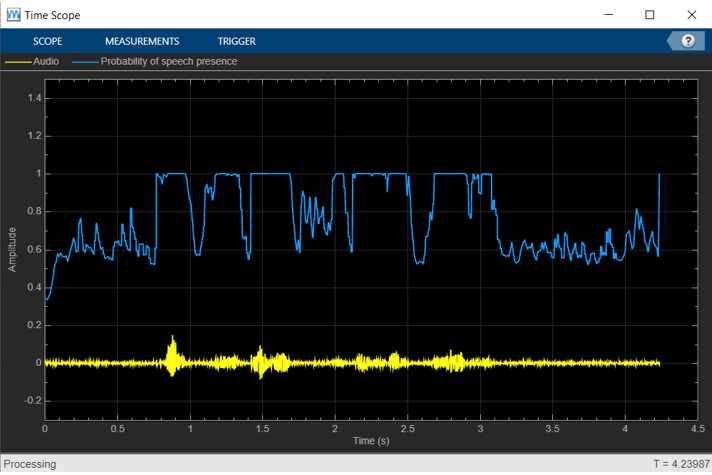 Time Scope
SCOPE MEASUREMENTS TRIGGER ?
Audio Probability of speech presence
1.4
1.2
1
0.8
0.6
0.4
0.2
0
-0.2
Amplitude
0 0.5 1 1.5 2 2.5 3 3.5 4 4.5
Time (s)
Processing T = 4.23987